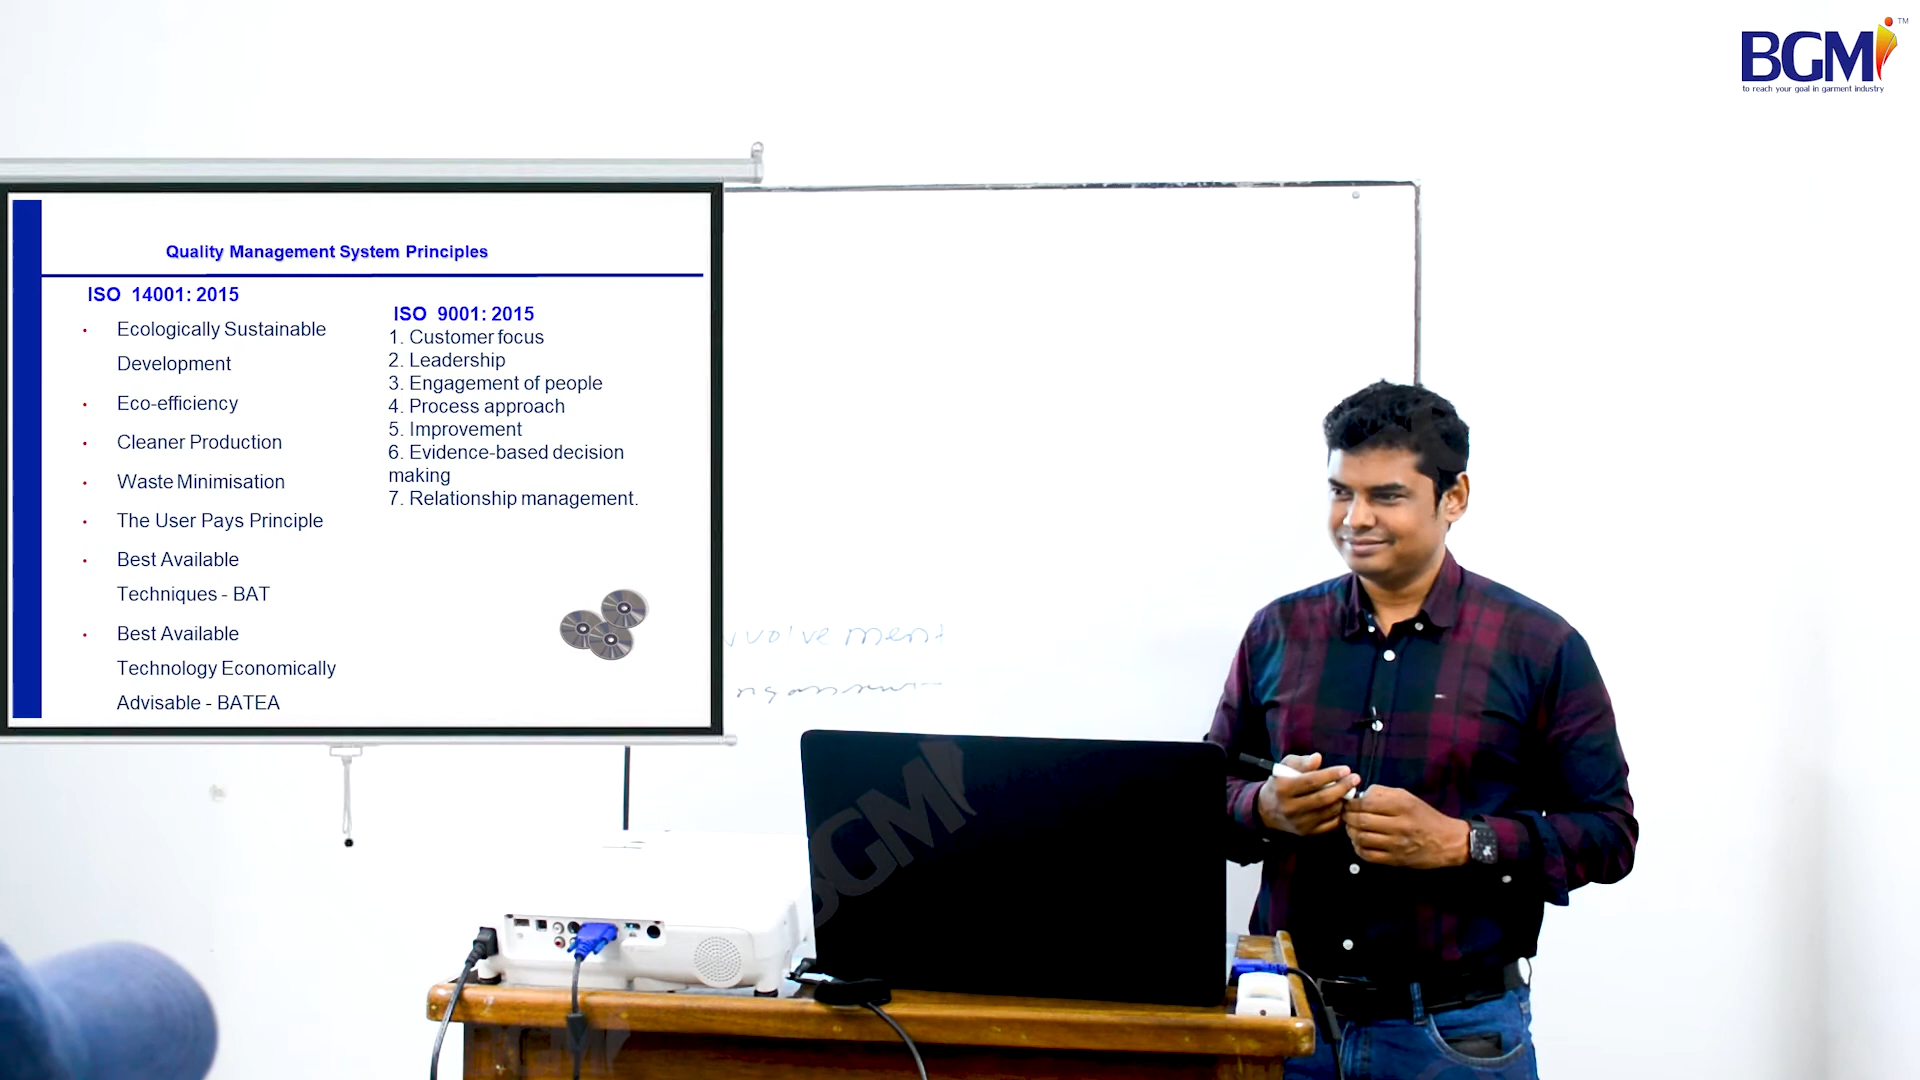 BGMi TM
to reach your goal in garment industry
Quality Management System Principles
ISO 14001: 2015
• Ecologically Sustainable
Development
• Eco-efficiency
• Cleaner Production
• Waste Minimisation
• The User Pays Principle
• Best Available
Techniques - BAT
• Best Available
Technology Economically
Advisable - BATEA
ISO 9001: 2015
1. Customer focus
2. Leadership
3. Engagement of people
4. Process approach
5. Improvement
6. Evidence-based decision
making
7. Relationship management.
BGMi